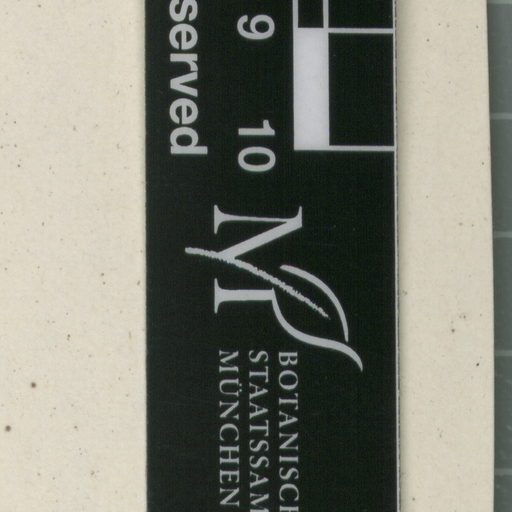 served
9 10
M
BOTANISCH
STAATSSAM
MÜNCHEN